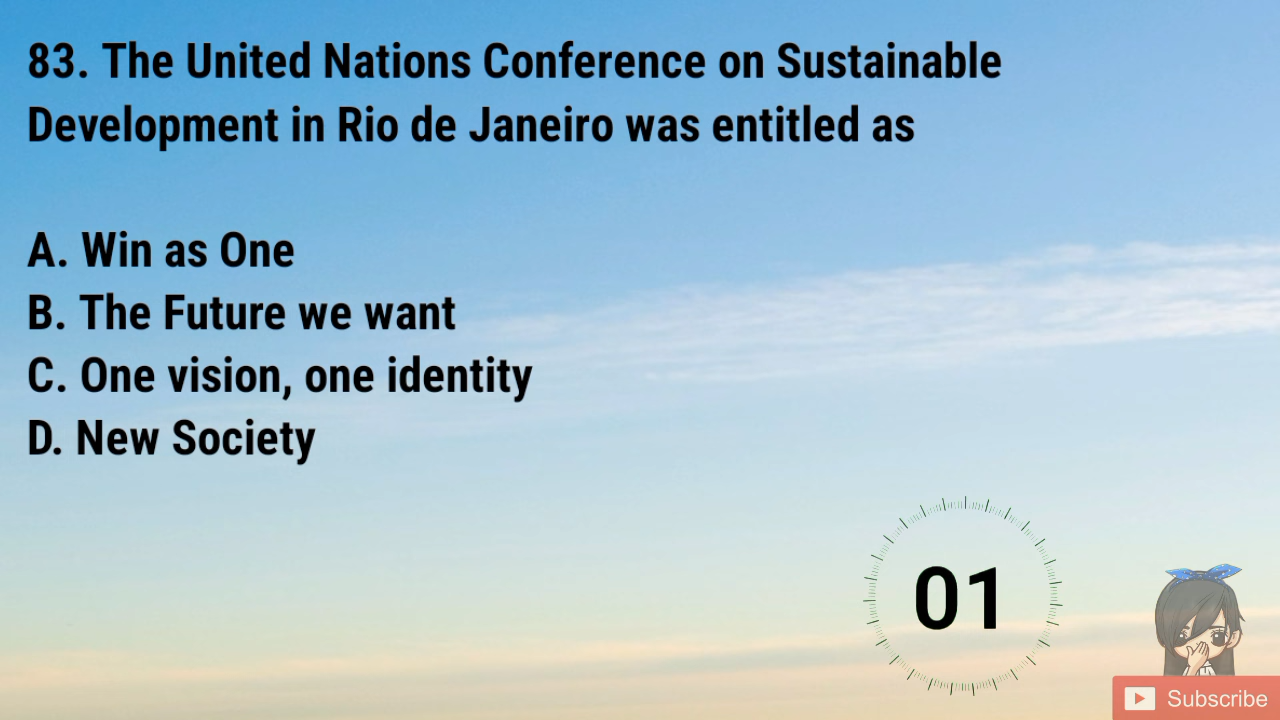 83. The United Nations Conference on Sustainable
Development in Rio de Janeiro was entitled as
A. Win as One
B. The Future we want
C. One vision, one identity
D. New Society
01
Subscribe